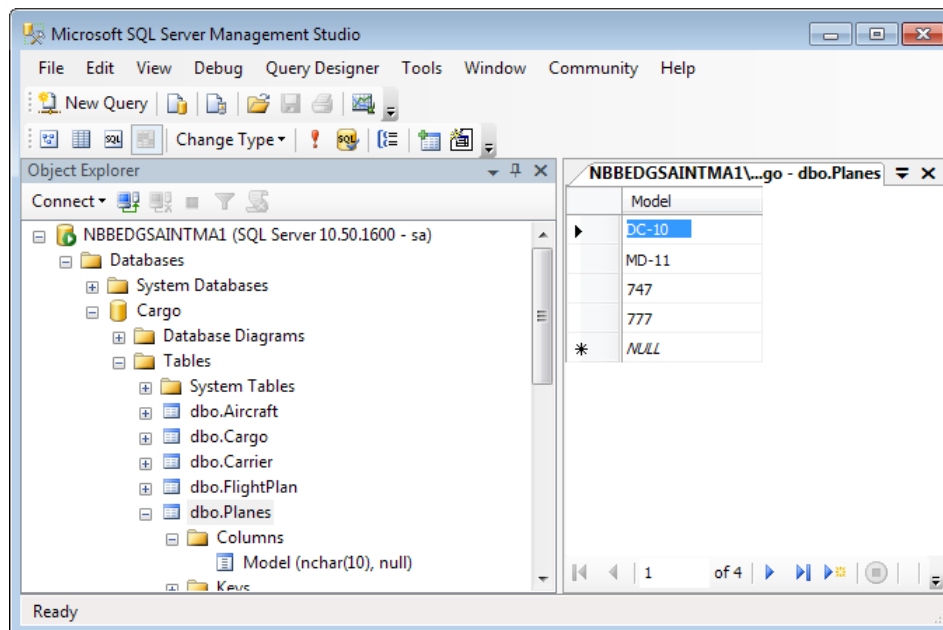 Microsoft SQL Server Management Studio
File Edit View Debug Query Designer Tools Window Community Help
New Query
Change Type
Object Explorer
Connect
NBBEDGSAINTMA1 (SQL Server 10.50.1600 - sa)
Databases
System Databases
Cargo
Database Diagrams
Tables
System Tables
dbo.Aircraft
dbo.Cargo
dbo.Carrier
dbo.FlightPlan
dbo.Planes
Columns
Model (nchar(10), null)
Keys
NBBEDGSAINTMA1\...go - dbo.Planes
Model
DC-10
MD-11
747
777
NULL
1 of 4
Ready